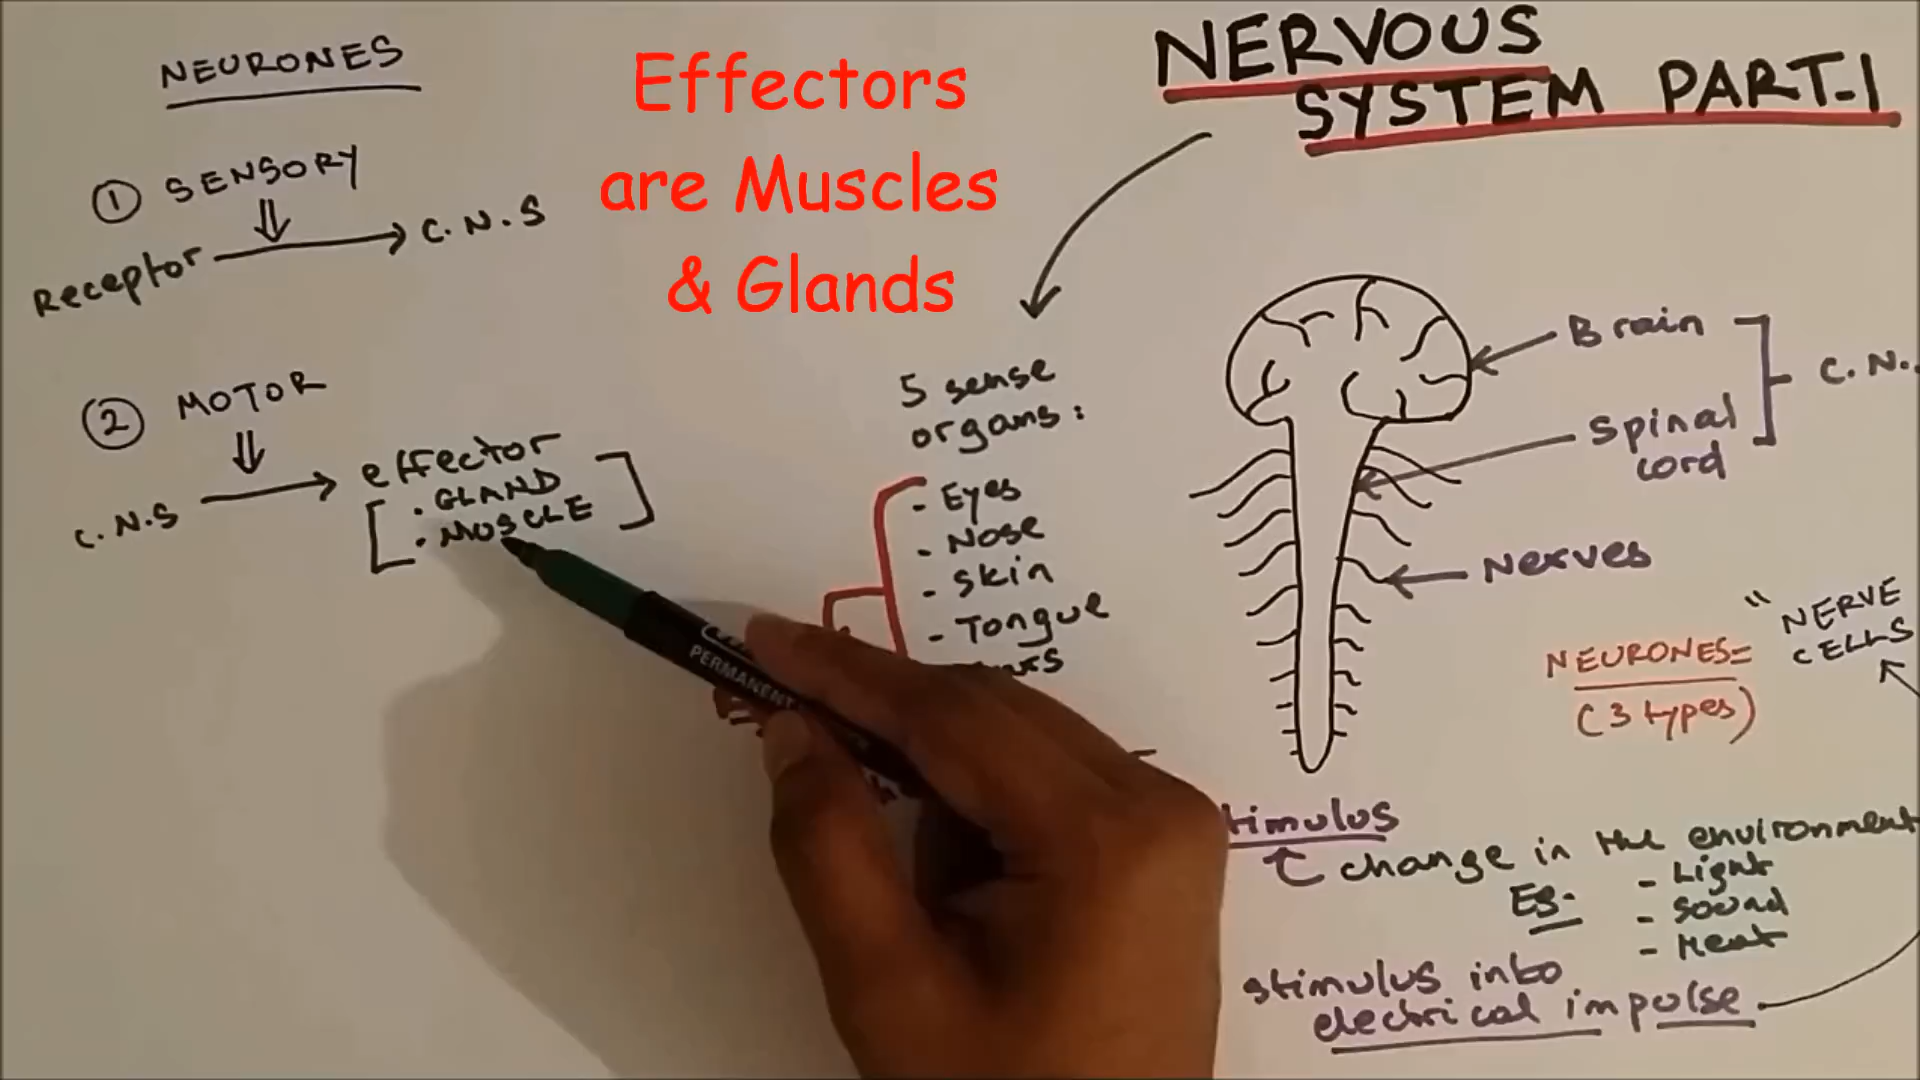 NEURONES
① SENSORY
Receptor
C.N.S
② MOTOR
C.N.S
effector
· GLAND
· MUSCLE
Effectors
are Muscles
& Glands
NERVOUS
SYSTEM PART-1
5 sense
organs:
- Eyes
- Nose
- Skin
- Tongue
Brain
C.N.
Spinal
cord
Nerves
NEURONES=
(3 types)
"NERVE
CELLS
timulus
change in the environment
Eg.
- Light
- Sound
- Heat
stimulus into
electrical impulse
PERMANENT